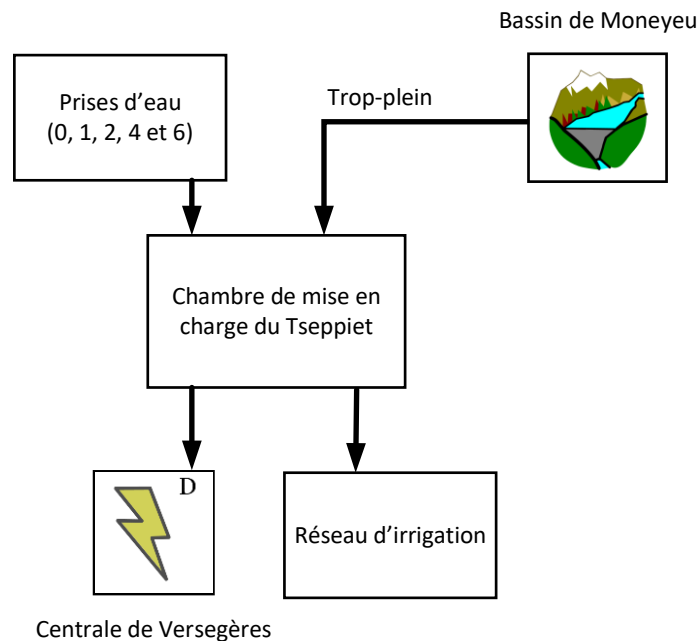 Bassin de Moneyeu
Prises d'eau
(0, 1, 2, 4 et 6)
Trop-plein
Chambre de mise en
charge du Tseppiet
D
Réseau d'irrigation
Centrale de Versegères